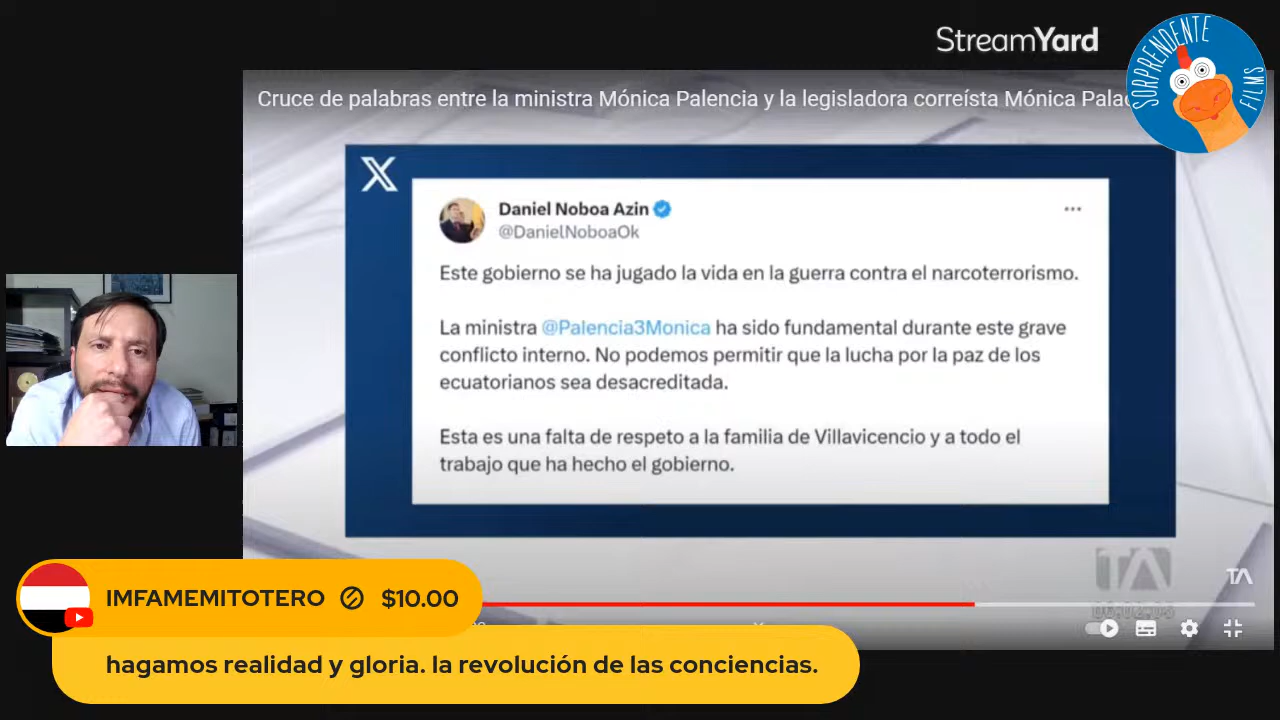 StreamYard
SORPRENDENTE
FILMS
Cruce de palabras entre la ministra Mónica Palencia y la legisladora correísta Mónica
X
Daniel Noboa Azin
@DanielNoboaOk
Este gobierno se ha jugado la vida en la guerra contra el narcoterrorismo.
La ministra @Palencia3Monica ha sido fundamental durante este grave
conflicto interno. No podemos permitir que la lucha por la paz de los
ecuatorianos sea desacreditada.
Esta es una falta de respeto a la familia de Villavicencio y a todo el
trabajo que ha hecho el gobierno.
TA
TA
IMFAMEMITOTERO $10.00
hagamos realidad y gloria. la revolución de las conciencias.